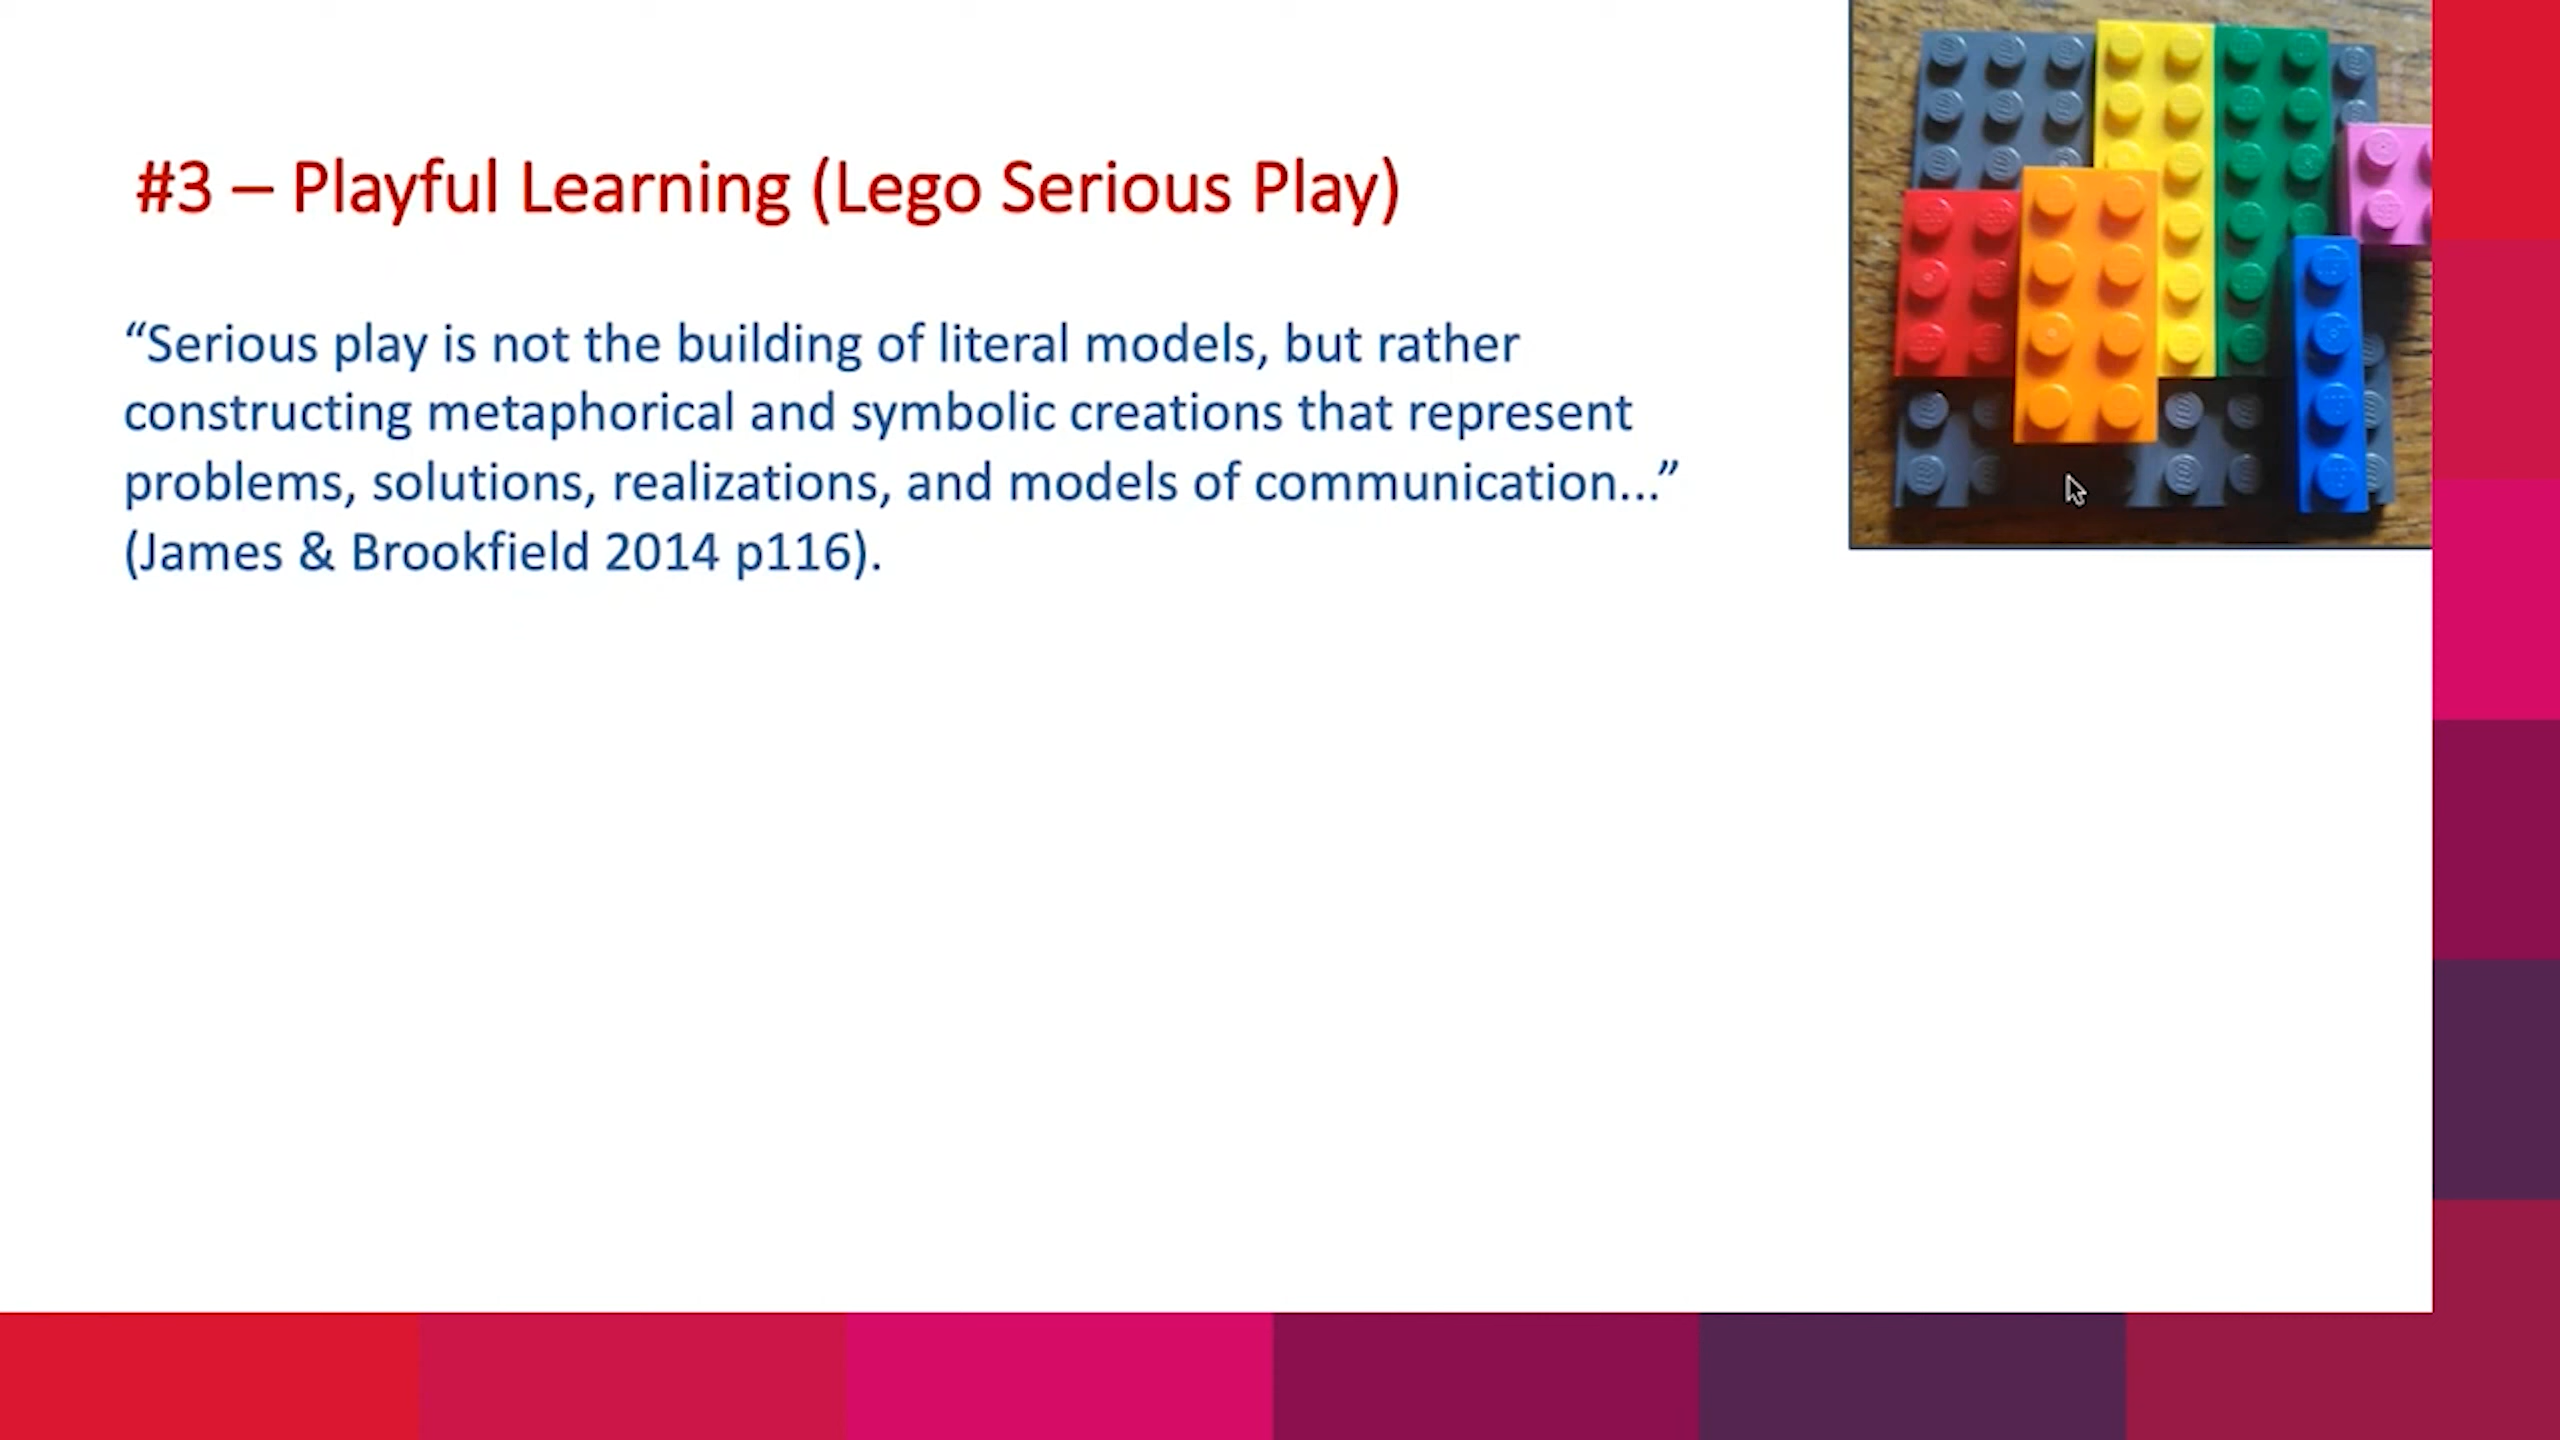 #3 – Playful Learning (Lego Serious Play)
“Serious play is not the building of literal models, but rather
constructing metaphorical and symbolic creations that represent
problems, solutions, realizations, and models of communication...”
(James & Brookfield 2014 p116).